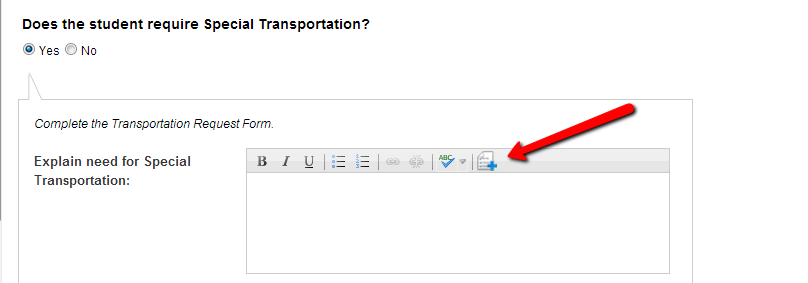 Does the student require Special Transportation?
Yes No
Complete the Transportation Request Form.
Explain need for Special
Transportation:
B I U ABC